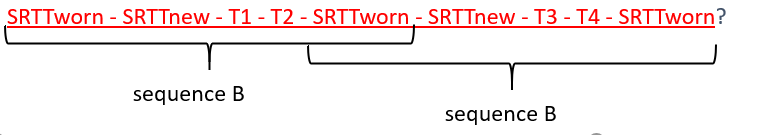 SRTTworn - SRTTnew - T1 - T2 - SRTTworn - SRTTnew - T3 - T4 - SRTTworn?
sequence B
sequence B